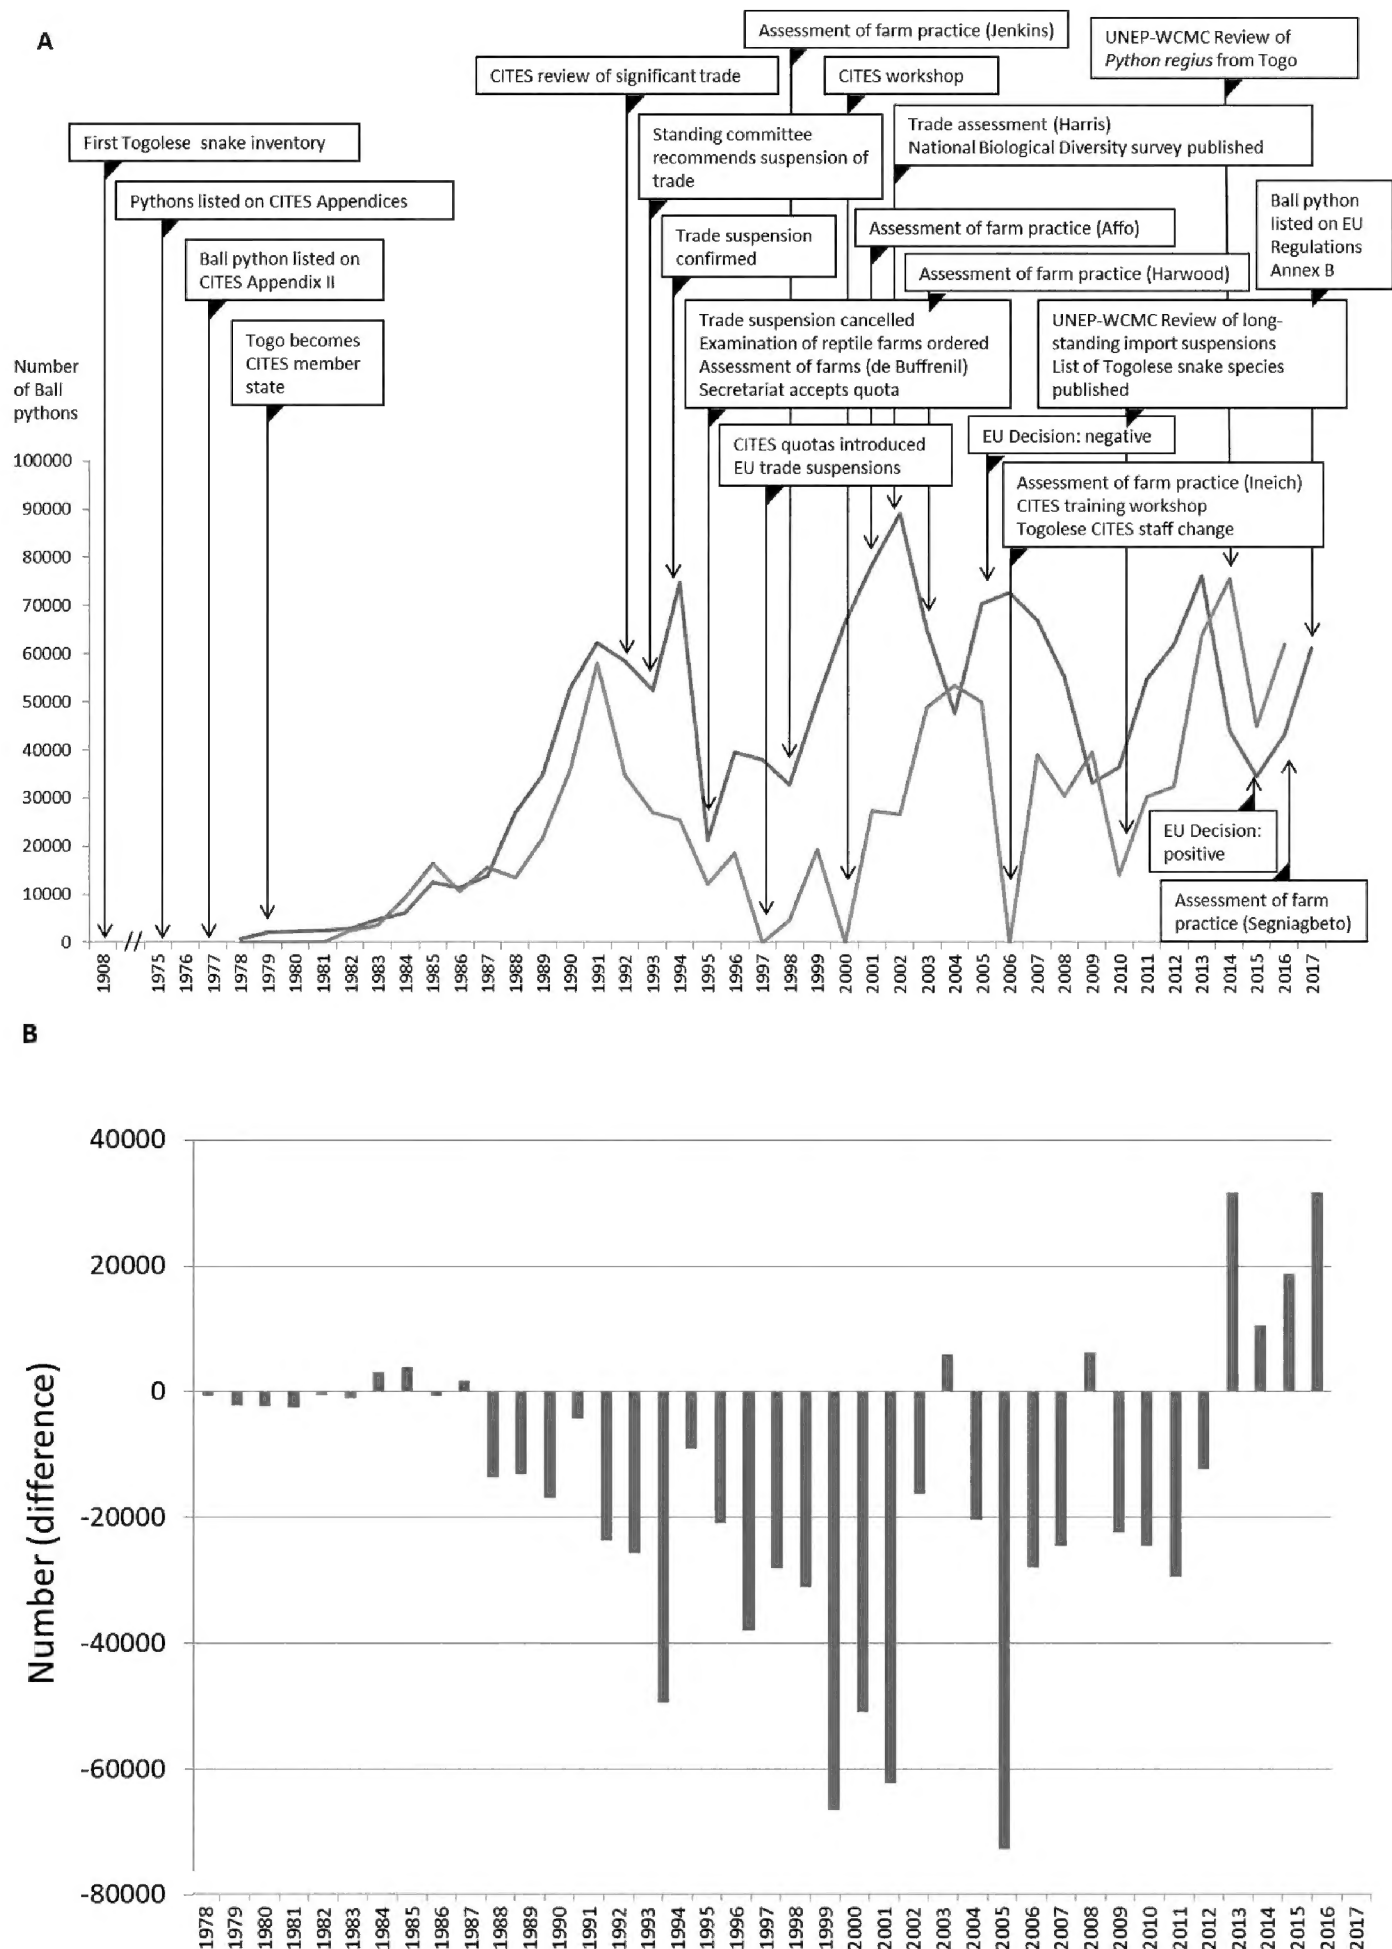 A
Assessment of farm practice (Jenkins)
UNEP-WCMC Review of
Python regius from Togo
CITES review of significant trade
CITES workshop
First Togolese snake inventory
Standing committee
recommends suspension of
trade
Trade assessment (Harris)
National Biological Diversity survey published
Pythons listed on CITES Appendices
Ball python
listed on EU
Regulations
Annex B
Trade suspension
confirmed
Assessment of farm practice (Affo)
Ball python listed on
CITES Appendix II
Assessment of farm practice (Harwood)
Togo becomes
CITES member
state
Trade suspension cancelled
Examination of reptile farms ordered
Assessment of farms (de Buffrenil)
Secretariat accepts quota
UNEP-WCMC Review of long-
standing import suspensions
List of Togolese snake species
published
Number
of Ball
pythons
CITES quotas introduced
EU trade suspensions
EU Decision: negative
Assessment of farm practice (Ineich)
CITES training workshop
Togolese CITES staff change
100000
90000
80000
70000
60000
50000
40000
30000
20000
10000
0
EU Decision:
positive
Assessment of farm
practice (Segniagbeto)
1908 // 1975 1976 1977 1978 1979 1980 1981 1982 1983 1984 1985 1986 1987 1988 1989 1990 1991 1992 1993 1994 1995 1996 1997 1998 1999 2000 2001 2002 2003 2004 2005 2006 2007 2008 2009 2010 2011 2012 2013 2014 2015 2016 2017
B
Number (difference)
40000
20000
0
-20000
-40000
-60000
-80000
1978 1979 1980 1981 1982 1983 1984 1985 1986 1987 1988 1989 1990 1991 1992 1993 1994 1995 1996 1997 1998 1999 2000 2001 2002 2003 2004 2005 2006 2007 2008 2009 2010 2011 2012 2013 2014 2015 2016 2017